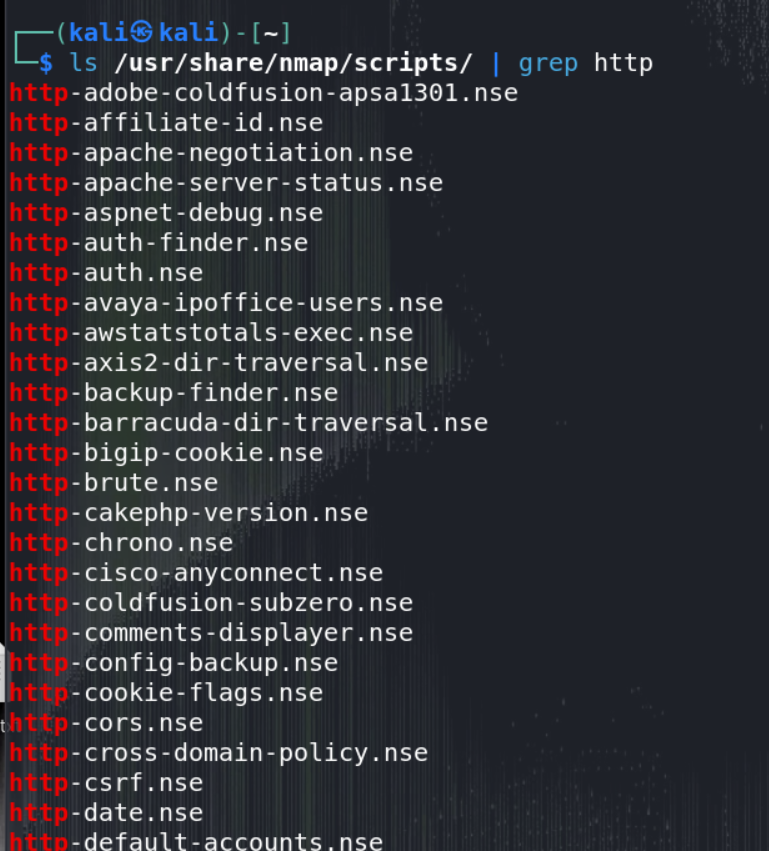 ┌──(kali㉿kali)-[~]
└─$ ls /usr/share/nmap/scripts/ | grep http
http-adobe-coldfusion-apsa1301.nse
http-affiliate-id.nse
http-apache-negotiation.nse
http-apache-server-status.nse
http-aspnet-debug.nse
http-auth-finder.nse
http-auth.nse
http-avaya-ipoffice-users.nse
http-awstatstotals-exec.nse
http-axis2-dir-traversal.nse
http-backup-finder.nse
http-barracuda-dir-traversal.nse
http-bigip-cookie.nse
http-brute.nse
http-cakephp-version.nse
http-chrono.nse
http-cisco-anyconnect.nse
http-coldfusion-subzero.nse
http-comments-displayer.nse
http-config-backup.nse
http-cookie-flags.nse
http-cors.nse
http-cross-domain-policy.nse
http-csrf.nse
http-date.nse
http-default-accounts.nse